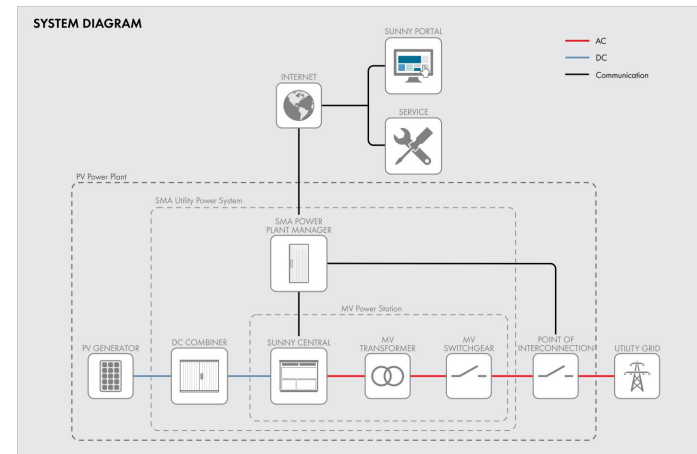 SYSTEM DIAGRAM
SUNNY PORTAL
AC
DC
Communication
INTERNET
SERVICE
PV Power Plant
SMA Utility Power System
SMA POWER
PLANT MANAGER
MV Power Station
PV GENERATOR
DC COMBINER
SUNNY CENTRAL
MV
TRANSFORMER
MV
SWITCHGEAR
POINT OF
INTERCONNECTION
UTILITY GRID